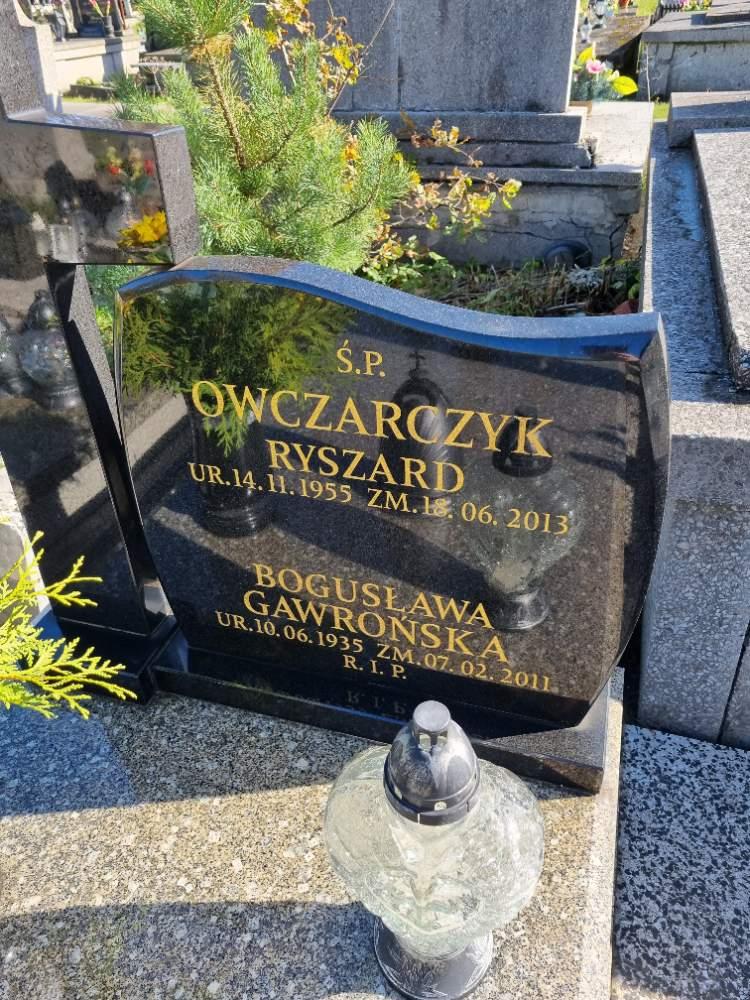 Ś.P.
OWCZARCZYK
RYSZARD
UR.14.11.1955 ZM.18.06.2013
BOGUSŁAWA
GAWROŃSKA
UR.10.06.1935 ZM.07.02.2011
R.I.P.